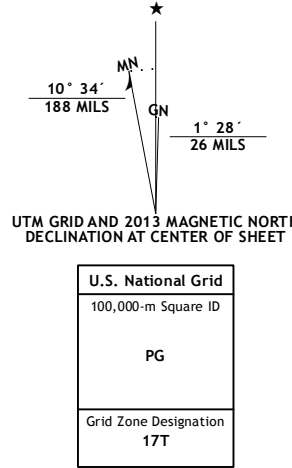 ★
MN
10° 34´
188 MILS
GN
1° 28´
26 MILS
UTM GRID AND 2013 MAGNETIC NORTH
DECLINATION AT CENTER OF SHEET
U.S. National Grid
100,000-m Square ID
PG
Grid Zone Designation
17T